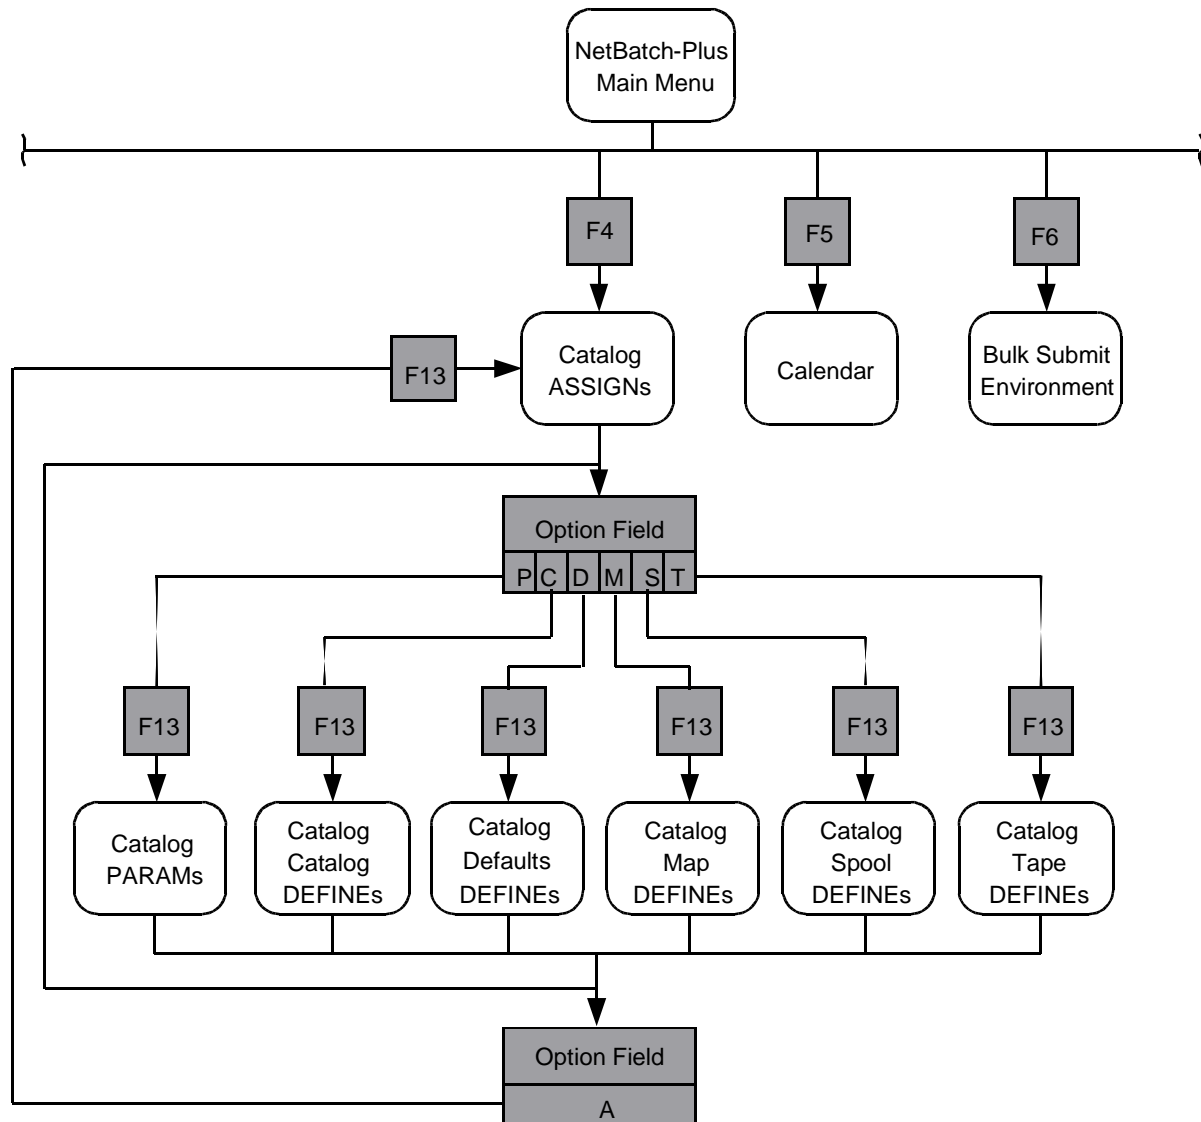 NetBatch-Plus
Main Menu
F4
F5
F6
F13
Catalog
ASSIGNs
Calendar
Bulk Submit
Environment
Option Field
P C D M S T
F13
F13
F13
F13
F13
F13
Catalog
PARAMs
Catalog
Catalog
DEFINEs
Catalog
Defaults
DEFINEs
Catalog
Map
DEFINEs
Catalog
Spool
DEFINEs
Catalog
Tape
DEFINEs
Option Field
A